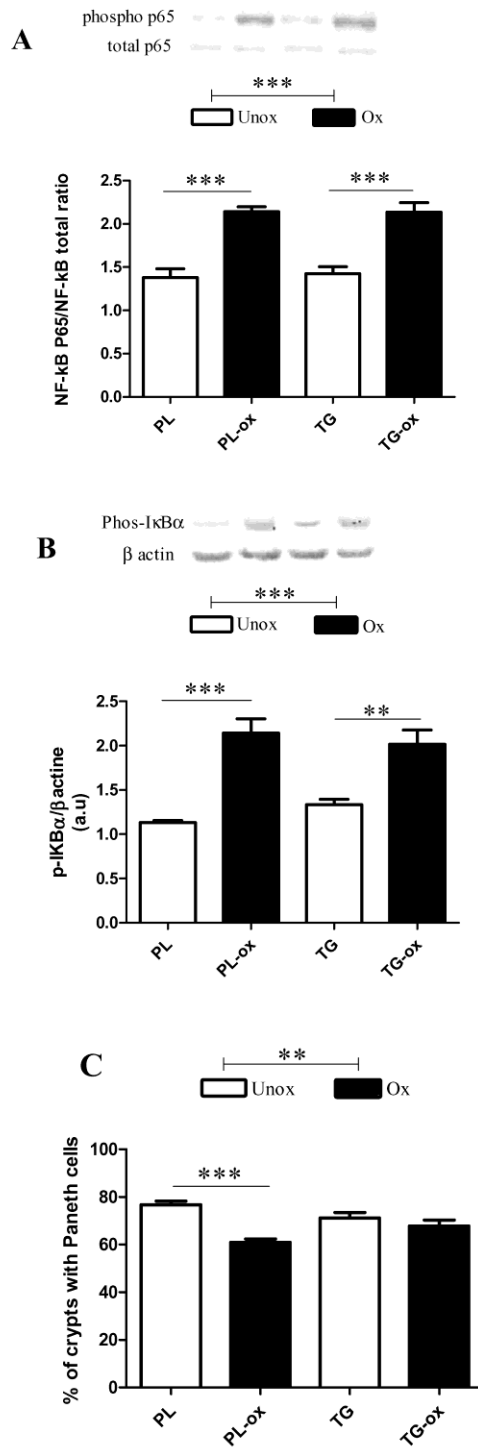 phospho p65
A
total p65
***
Unox Ox
NF-kB P65/NF-kB total ratio
2.5
2.0
1.5
1.0
0.5
0.0
*** ***
PL PL-ox TG TG-ox
Phos-IκBα
B
β actin
***
Unox Ox
p-IKBα/βactine
(a.u)
2.5
2.0
1.5
1.0
0.5
0.0
*** **
PL PL-ox TG TG-ox
C
**
Unox Ox
% of crypts with Paneth cells
100
80
60
40
20
0
***
PL PL-ox TG TG-ox